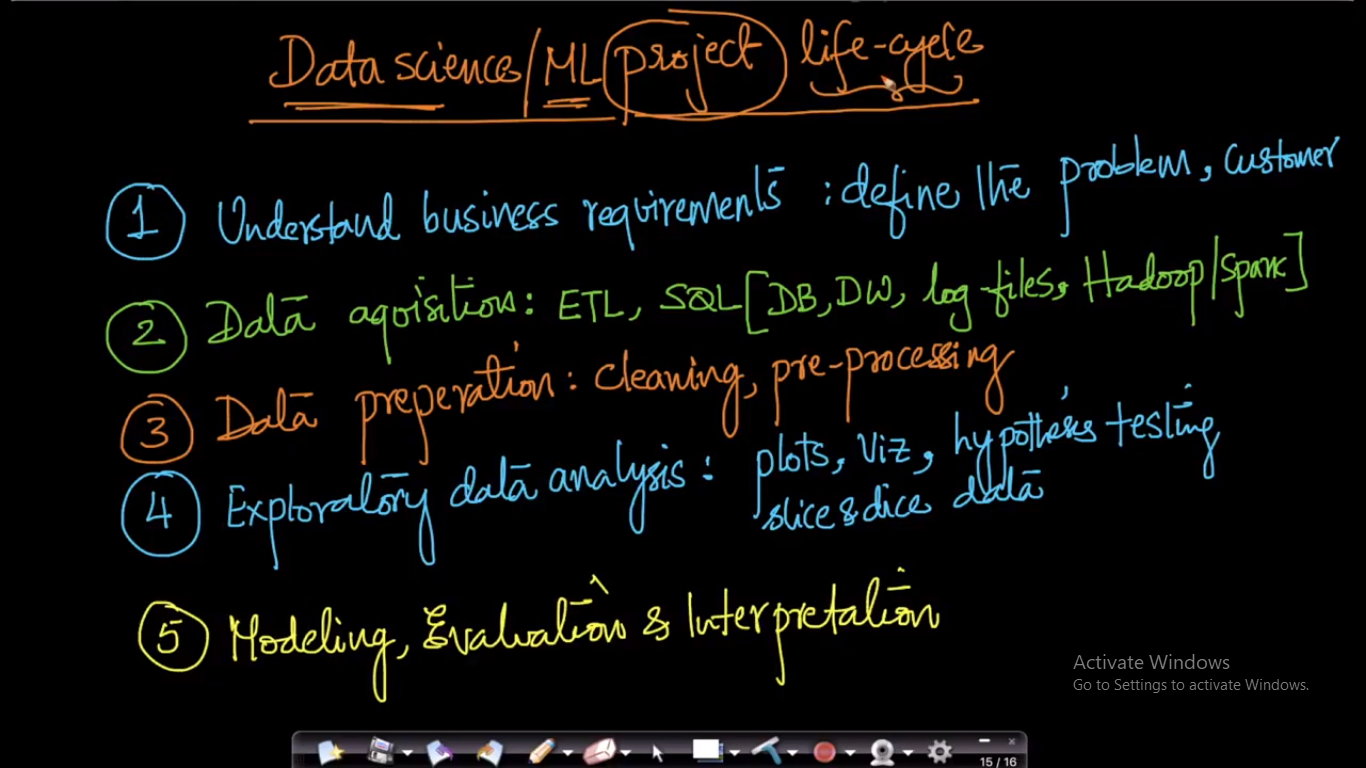 Data science/ML project life-cycle
1 Understand business requirements : define the problem, customer
2 Data aqoisition: ETL, SQL [DB, DW, log-files, Hadoop/Spark]
3 Data preperation: cleaning, pre-processing
4 Exploratory data analysis: plots, viz, hypothesis testing
slice & dice data
5 Modeling, Evaluation & Interpretation
Activate Windows
Go to Settings to activate Windows.
15 / 16